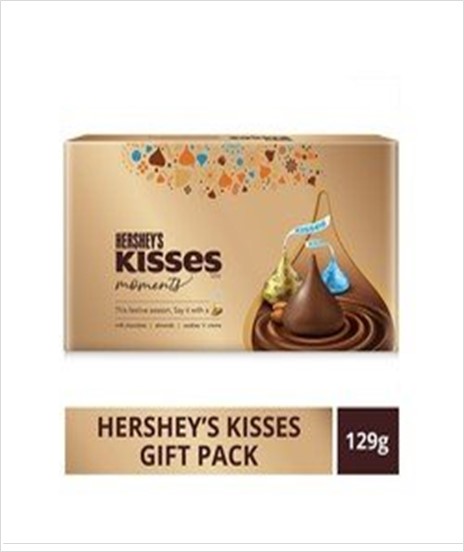 HERSHEY'S
KISSES
moments
This festive season, Say it with a
milk chocolate | almonds | cookies 'n' creme
KISSES
HERSHEY'S KISSES
GIFT PACK
129g